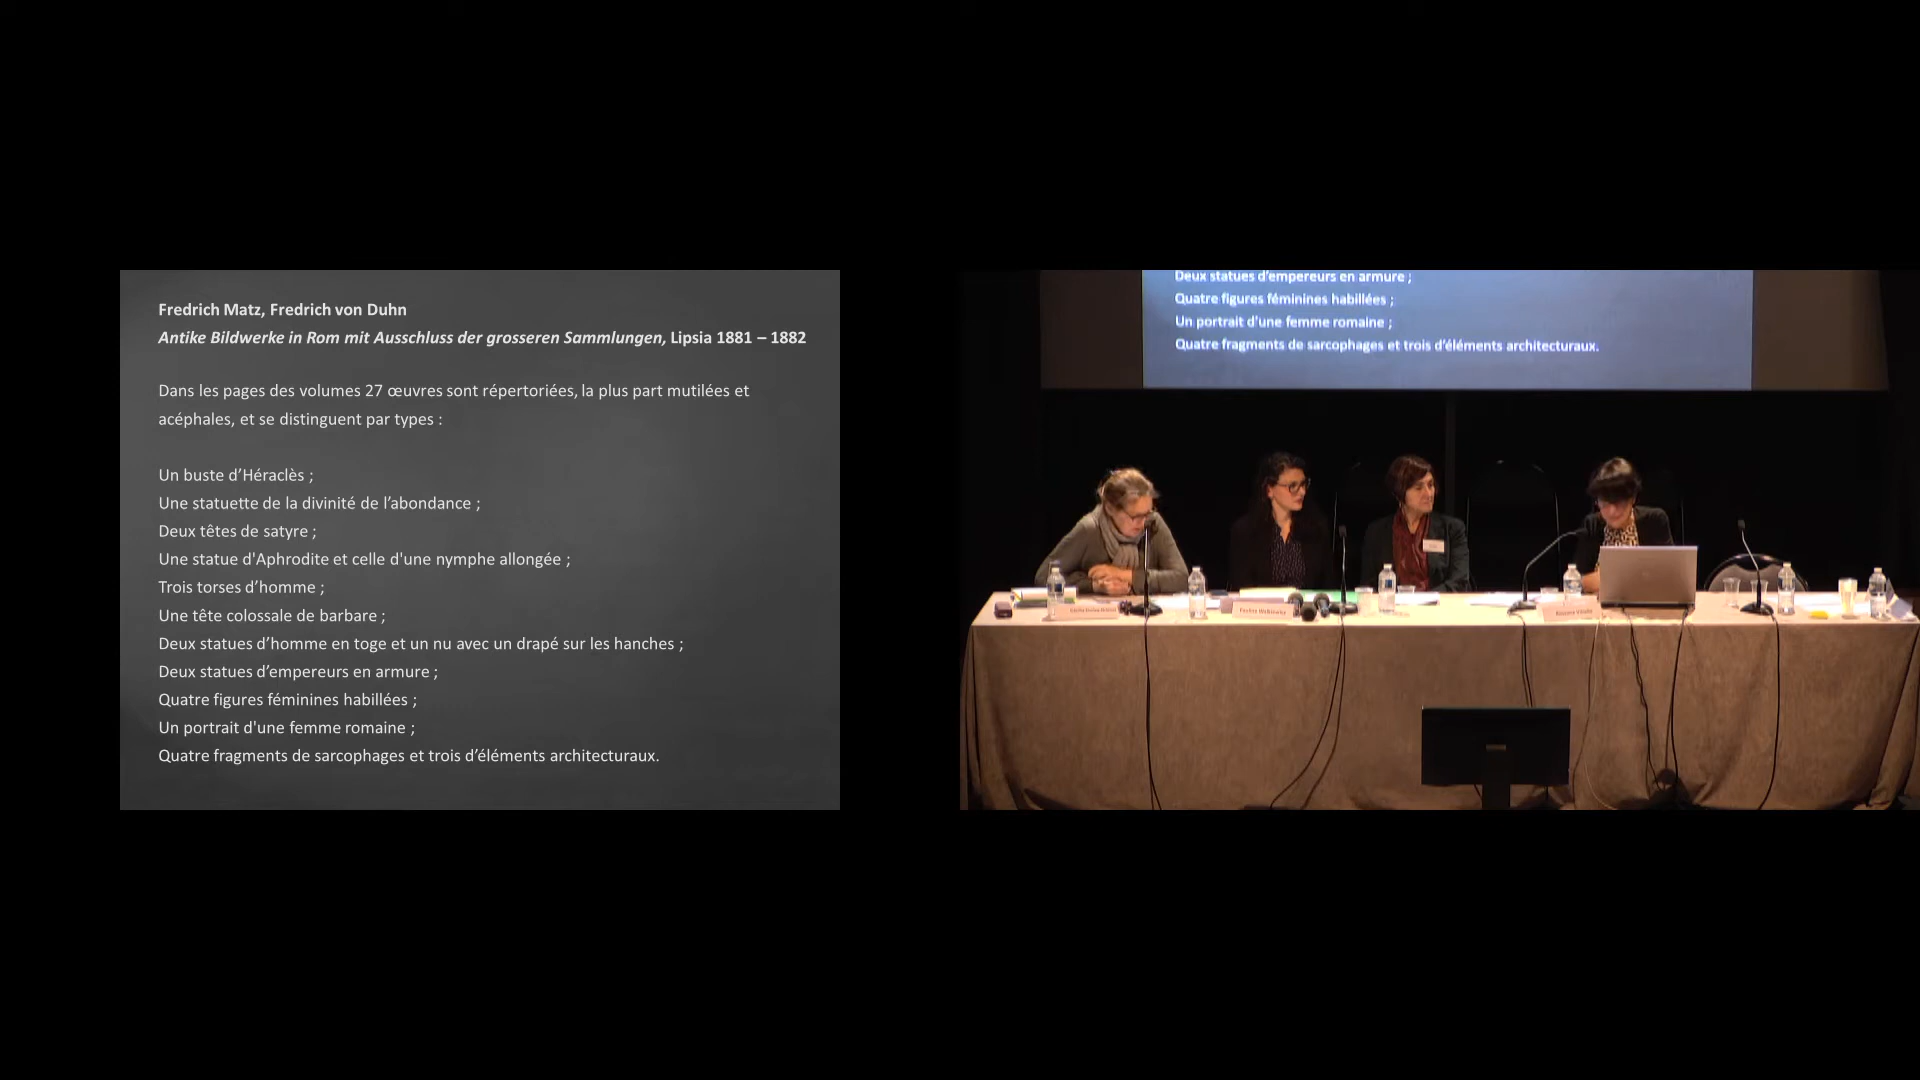 Fredrich Matz, Fredrich von Duhn
Antike Bildwerke in Rom mit Ausschluss der grosseren Sammlungen, Lipsia 1881 – 1882
Dans les pages des volumes 27 œuvres sont répertoriées, la plus part mutilées et
acéphales, et se distinguent par types :
Un buste d’Héraclès ;
Une statuette de la divinité de l’abondance ;
Deux têtes de satyre ;
Une statue d'Aphrodite et celle d'une nymphe allongée ;
Trois torses d’homme ;
Une tête colossale de barbare ;
Deux statues d’homme en toge et un nu avec un drapé sur les hanches ;
Deux statues d’empereurs en armure ;
Quatre figures féminines habillées ;
Un portrait d'une femme romaine ;
Quatre fragments de sarcophages et trois d’éléments architecturaux.
Deux statues d’empereurs en armure ;
Quatre figures féminines habillées ;
Un portrait d'une femme romaine ;
Quatre fragments de sarcophages et trois d’éléments architecturaux.